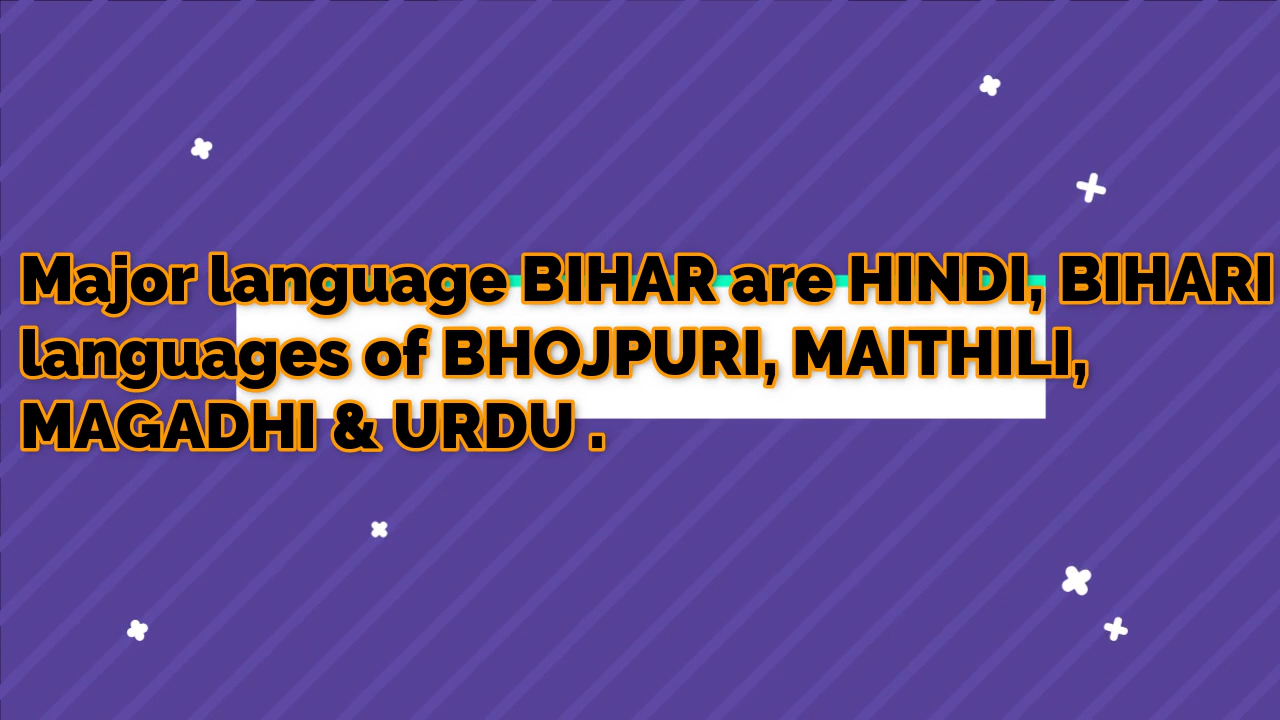 Major language BIHAR are HINDI, BIHARI
languages of BHOJPURI, MAITHILI,
MAGADHI & URDU .